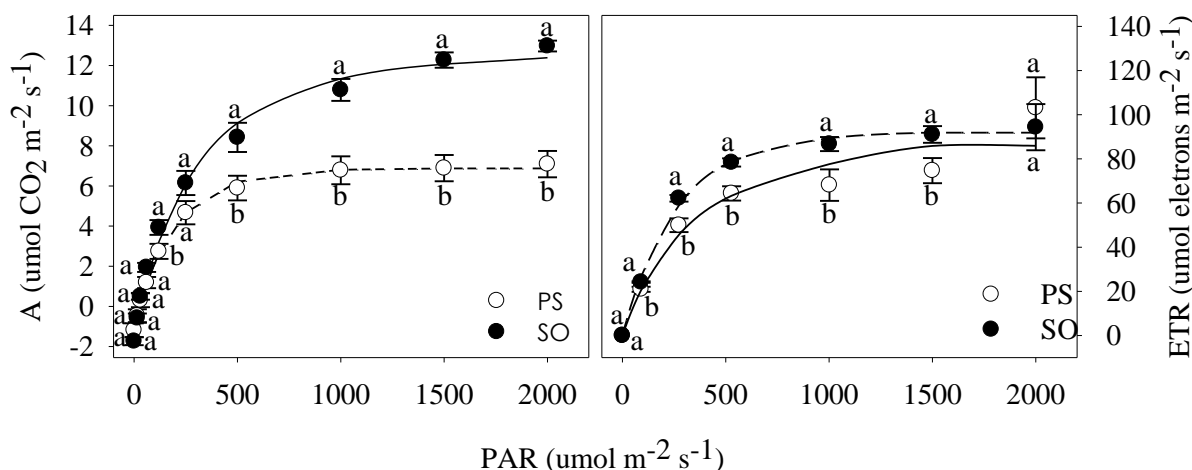 A (umol CO2 m-2 s-1)
14
12
10
8
6
4
2
0
-2
a a a a a a a a a a
a a a b a b b b b
PS
SO
0 500 1000 1500 2000
a a a a a a
a b b b b a
PS
SO
0 500 1000 1500 2000
140
120
100
80
60
40
20
0
ETR (umol eletrons m-2 s-1)
PAR (umol m-2 s-1)